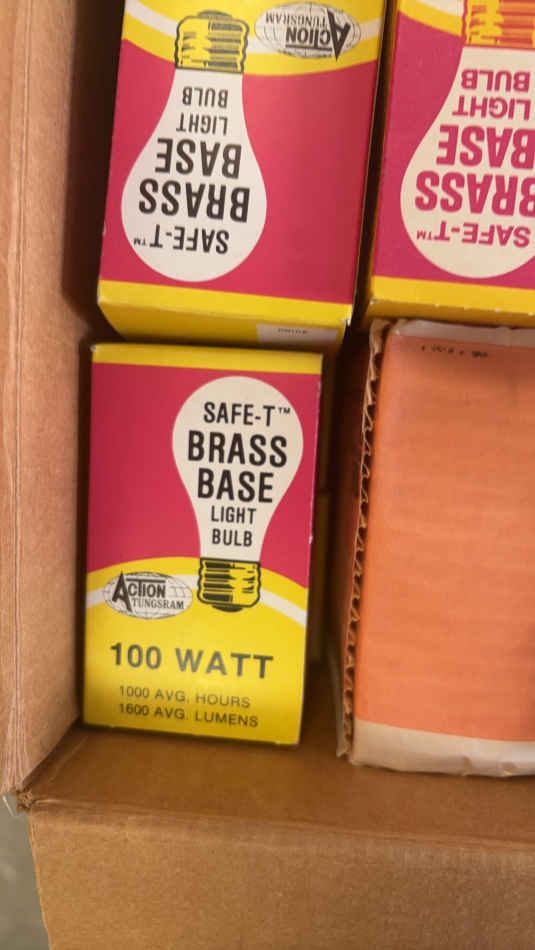 ACTION
TUNGSRAM
SAFE-T™
BRASS
BASE
LIGHT
BULB
SAFE-T™
BRASS
BASE
LIGHT
BULB
SAFE-T™
BRASS
BASE
LIGHT
BULB
ACTION
TUNGSRAM
100 WATT
1000 AVG. HOURS
1600 AVG. LUMENS